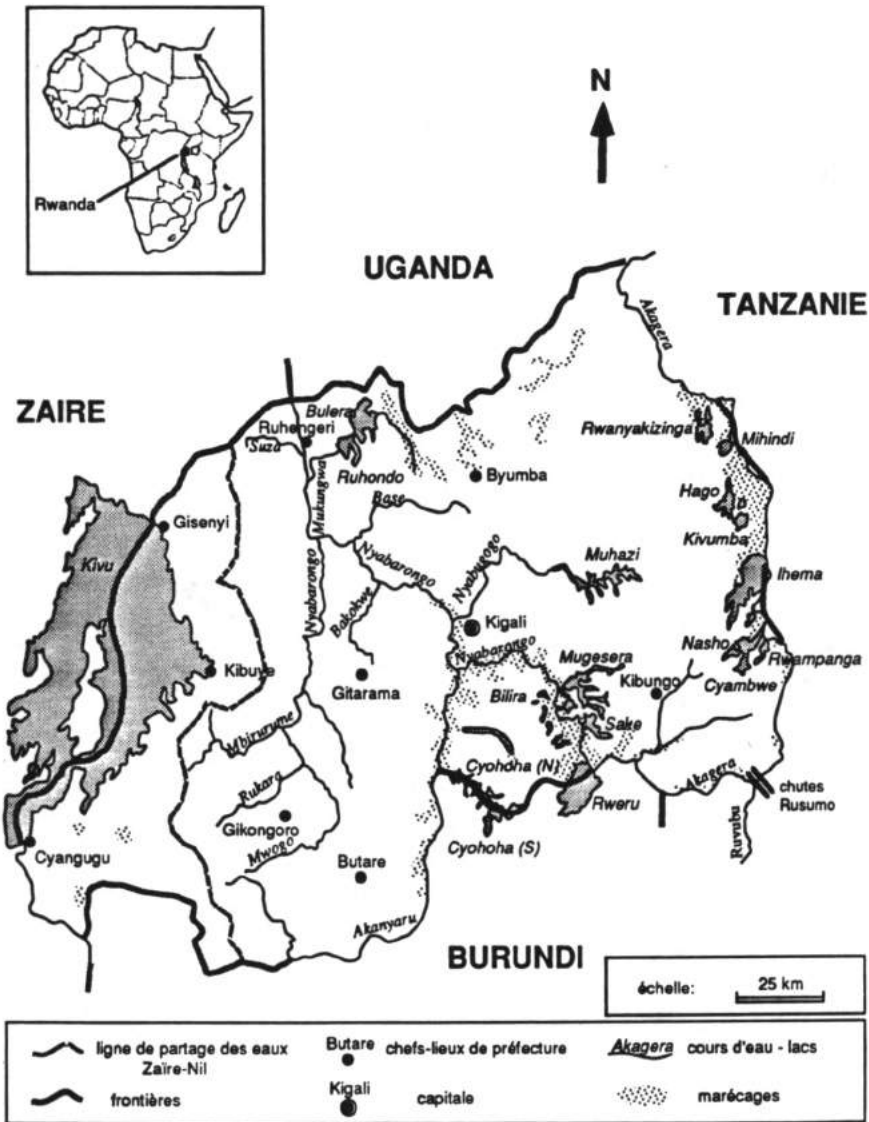 Rwanda
N
UGANDA
TANZANIE
ZAIRE
Akagera
Bulera
Ruhengeri
Suza
Ruhondo
Mukungwa
Base
Byumba
Rwanyakizinga
Mihindi
Hago
Kivumba
Gisenyi
Kivu
Nyabarongo
Nyabarongo
Nyabugogo
Muhazi
Ihema
Bakokwe
Kigali
Nyabarongo
Mugesera
Nasho
Rwampanga
Kibuye
Gitarama
Bilira
Kibungo
Cyambwe
Sake
Mbirurume
Cyohoha (N)
Akagera
chutes
Rusumo
Rukara
Rweru
Gikongoro
Cyohoha (S)
Ruvubu
Cyangugu
Mwogo
Butare
Akanyaru
BURUNDI
échelle: 25 km
ligne de partage des eaux
Zaïre-Nil
Butare
chefs-lieux de préfecture
Akagera
cours d'eau - lacs
frontières
Kigali
capitale
marécages